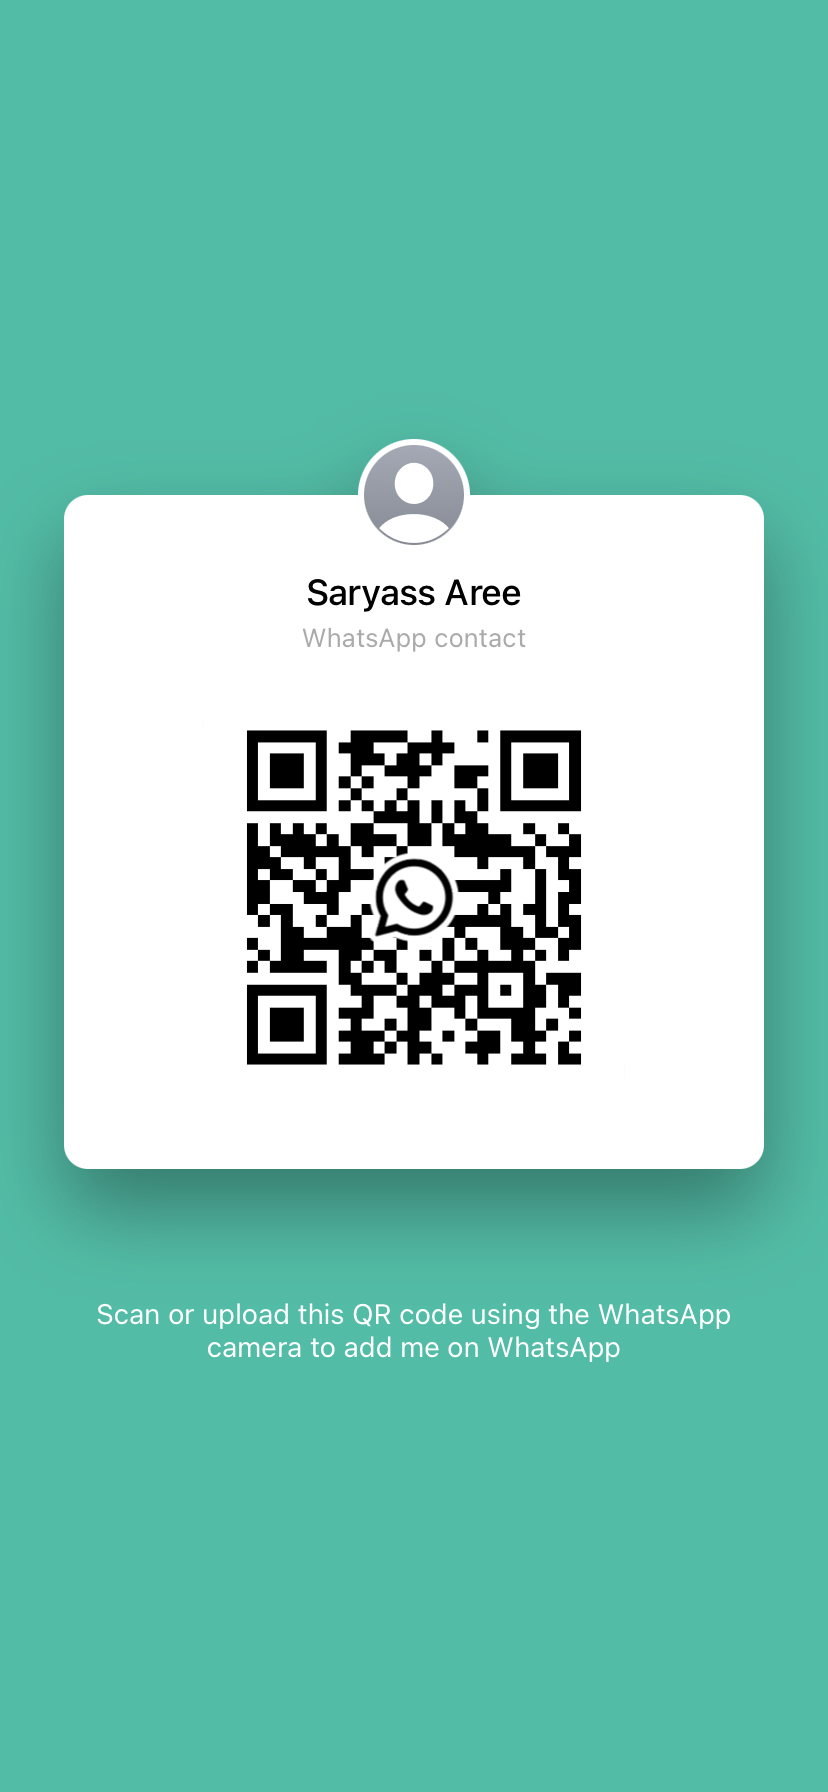 Saryass Aree
WhatsApp contact
Scan or upload this QR code using the WhatsApp
camera to add me on WhatsApp